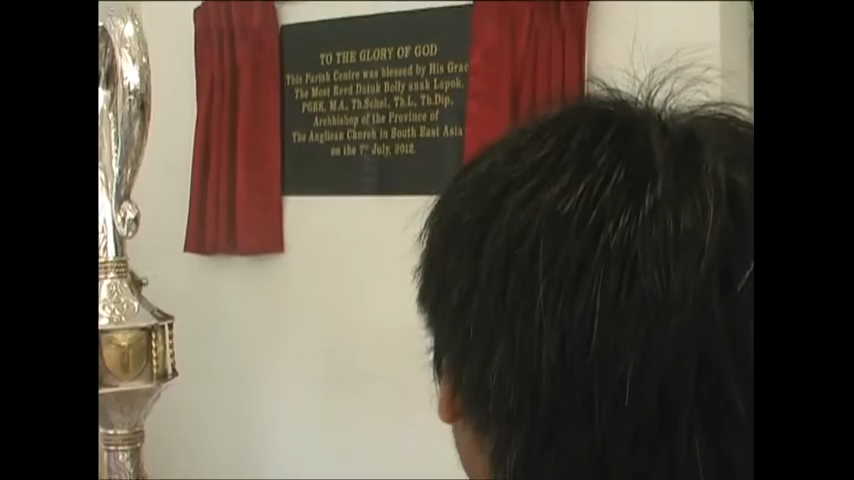 TO THE GLORY OF GOD
This Parish Centre was blessed by His Grace
The Most Revd Datuk Bolly anak Lapok,
PGBK, M.A., Th.Schol., Th.L., Th.Dip.
Archbishop of the Province of
The Anglican Church in South East Asia
on the 7th July, 2012.